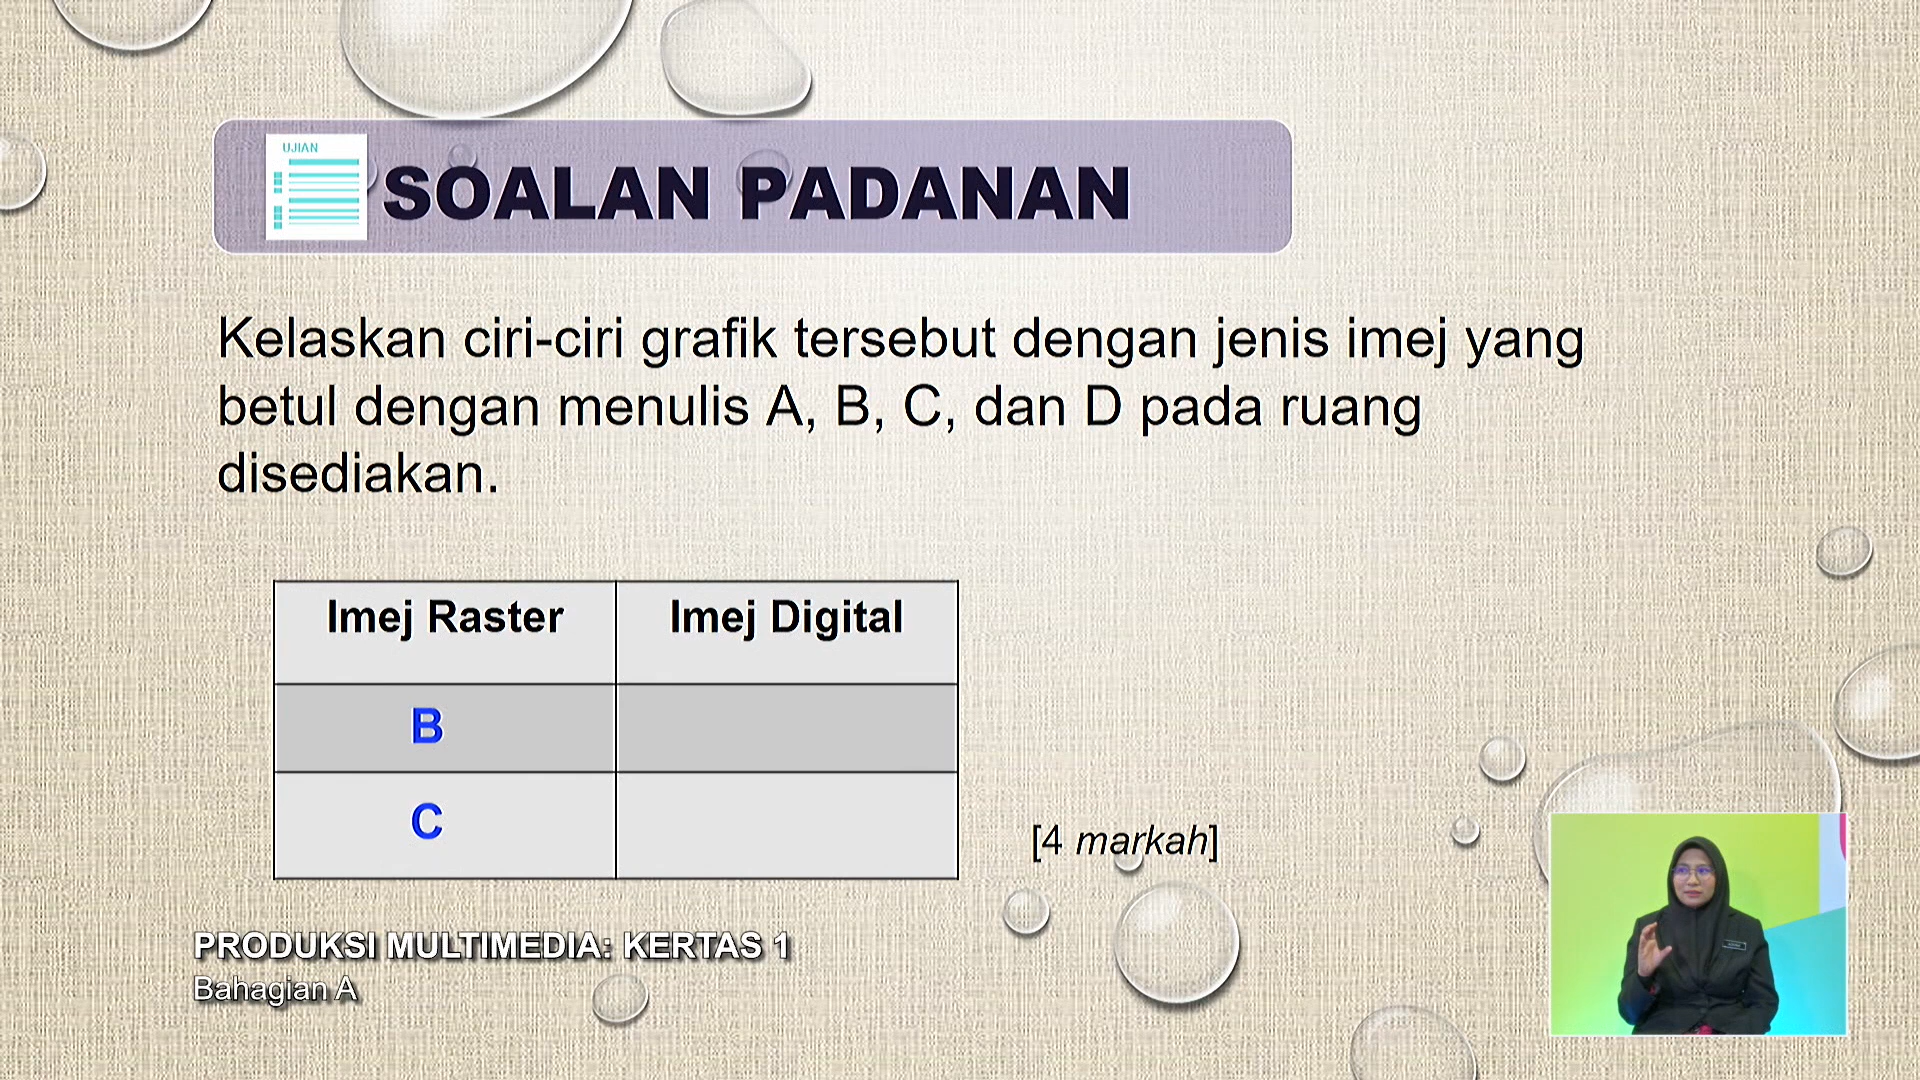 UJIAN
SOALAN PADANAN
Kelaskan ciri-ciri grafik tersebut dengan jenis imej yang
betul dengan menulis A, B, C, dan D pada ruang
disediakan.
Imej Raster Imej Digital
B
C
[4 markah]
PRODUKSI MULTIMEDIA: KERTAS 1
Bahagian A